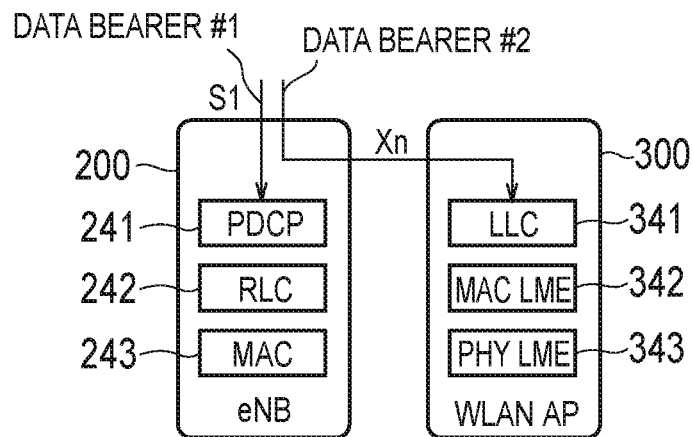 DATA BEARER #1
DATA BEARER #2
S1
Xn
200
300
241
PDCP
LLC
341
242
RLC
MAC LME
342
243
MAC
PHY LME
343
eNB
WLAN AP